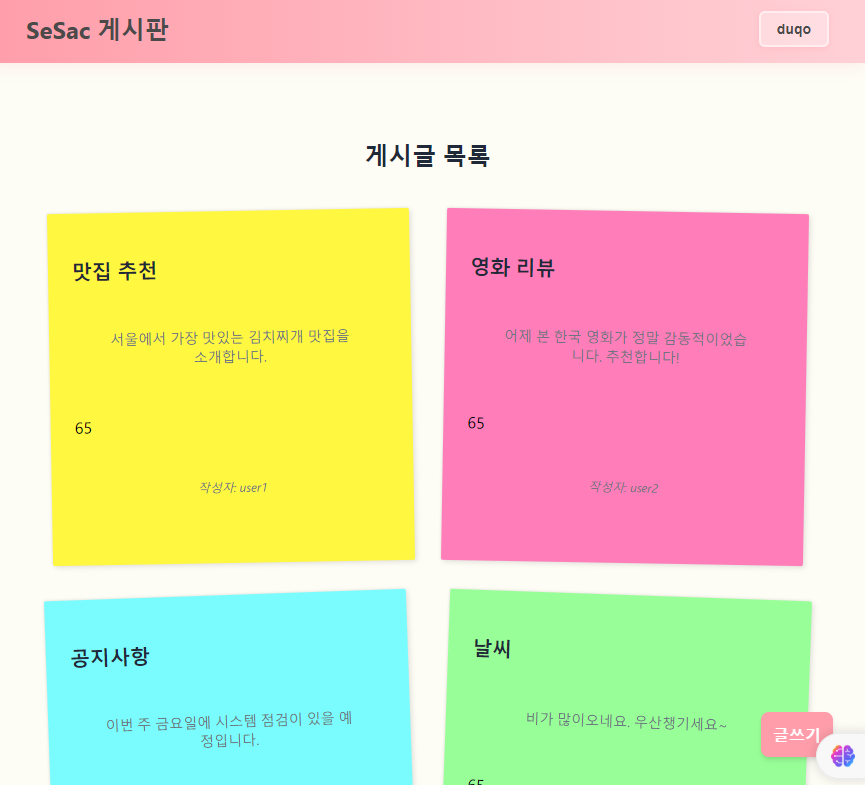 SeSac 게시판
duqo
게시글 목록
맛집 추천
서울에서 가장 맛있는 김치찌개 맛집을
소개합니다.
65
작성자: user1
영화 리뷰
어제 본 한국 영화가 정말 감동적이었습
니다. 추천합니다!
65
작성자: user2
공지사항
이번 주 금요일에 시스템 점검이 있을 예
정입니다.
날씨
비가 많이오네요. 우산챙기세요~
65
글쓰기